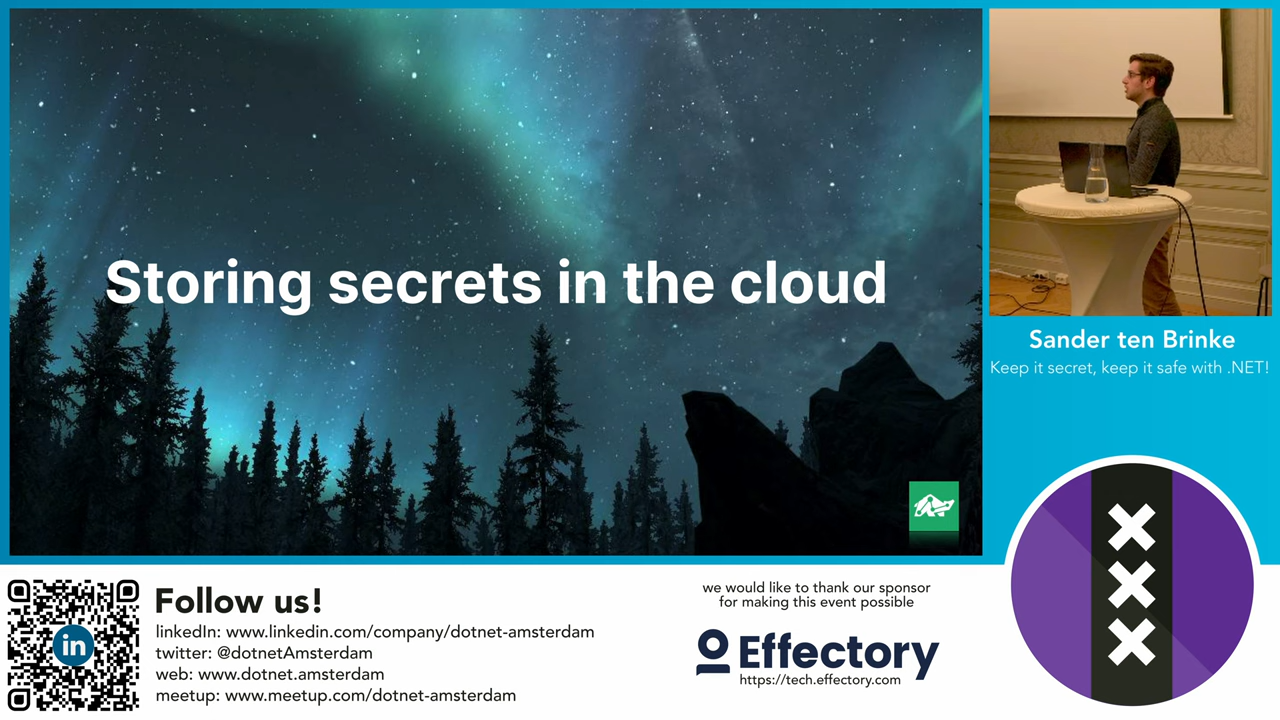 Storing secrets in the cloud
Sander ten Brinke
Keep it secret, keep it safe with .NET!
Follow us!
linkedIn: www.linkedin.com/company/dotnet-amsterdam
twitter: @dotnetAmsterdam
web: www.dotnet.amsterdam
meetup: www.meetup.com/dotnet-amsterdam
in
we would like to thank our sponsor
for making this event possible
Effectory
https://tech.effectory.com